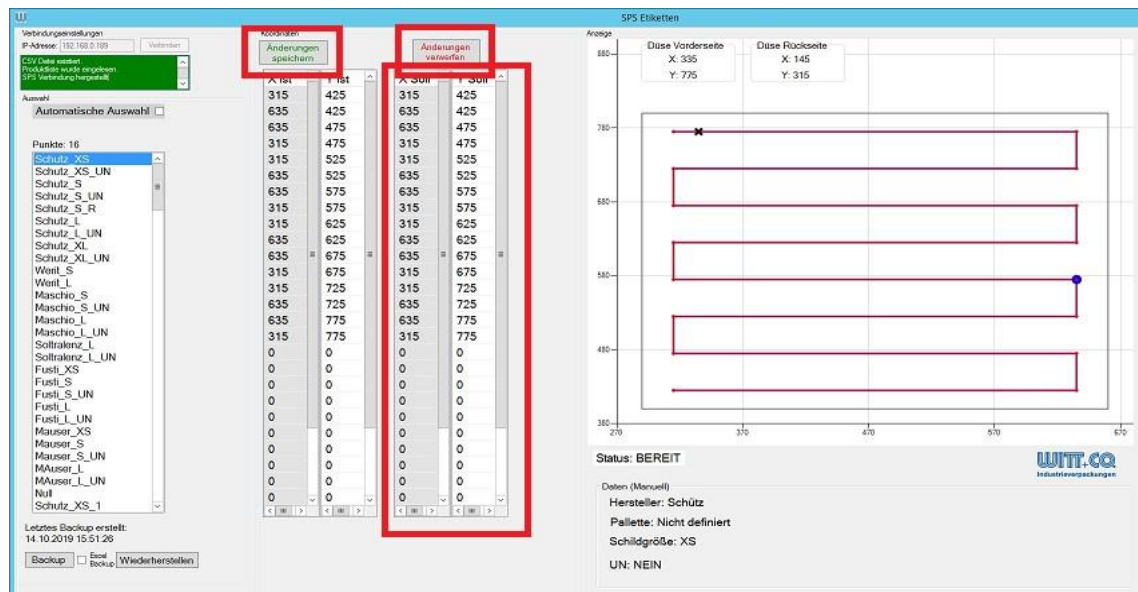 SPS Etiketten
Verbindungseinstellungen
IP-Adresse: 192.168.0.189 Verbinden
CSV Datei existiert.
Produktliste wurde eingelesen.
SPS Verbindung hergestellt
Auswahl
Automatische Auswahl
Punkte: 16
Schutz_XS
Schutz_XS_UN
Schutz_S
Schutz_S_UN
Schutz_S_R
Schutz_L
Schutz_L_UN
Schutz_XL
Schutz_XL_UN
Werit_S
Werit_L
Maschio_S
Maschio_S_UN
Maschio_L
Maschio_L_UN
Soltralenz_L
Soltralenz_L_UN
Fusti_XS
Fusti_S
Fusti_S_UN
Fusti_L
Fusti_L_UN
Mauser_XS
Mauser_S
Mauser_S_UN
MAuser_L
MAuser_L_UN
Null
Schutz_XS_1
Letztes Backup erstellt:
14.10.2019 15:51:26
Backup Excel Backup Wiederherstellen
Koordinaten
Änderungen speichern
Änderungen verwerfen
X Ist Y Ist X Soll Y Soll
315 425 315 425
635 425 635 425
635 475 635 475
315 475 315 475
315 525 315 525
635 525 635 525
635 575 635 575
315 575 315 575
315 625 315 625
635 625 635 625
635 675 635 675
315 675 315 675
315 725 315 725
635 725 635 725
635 775 635 775
315 775 315 775
0 0 0 0
0 0 0 0
0 0 0 0
0 0 0 0
0 0 0 0
0 0 0 0
0 0 0 0
0 0 0 0
0 0 0 0
0 0 0 0
Anzeige
Düse Vorderseite
X: 335
Y: 775
Düse Rückseite
X: 145
Y: 315
880
780
680
580
480
380
270 370 470 570 670
Status: BEREIT
WITT.CO
Industrieverpackungen
Daten (Manuell)
Hersteller: Schütz
Pallette: Nicht definiert
Schildgröße: XS
UN: NEIN